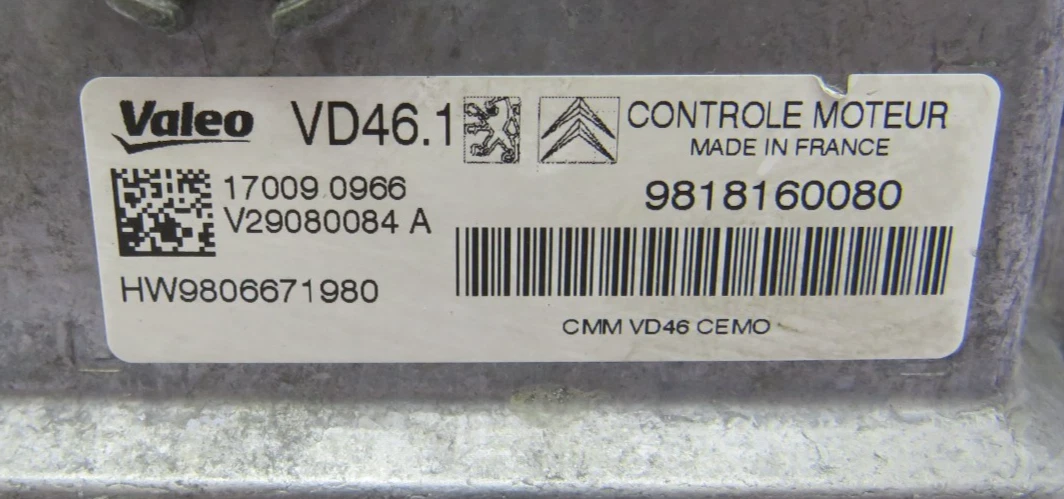 Valeo VD46.1 CONTROLE MOTEUR
MADE IN FRANCE
17009 0966
V29080084 A
9818160080
HW9806671980
CMM VD46 CEMO